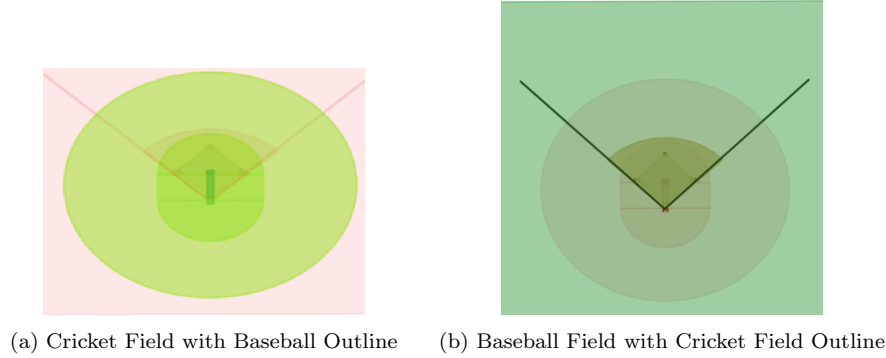 (a) Cricket Field with Baseball Outline
(b) Baseball Field with Cricket Field Outline